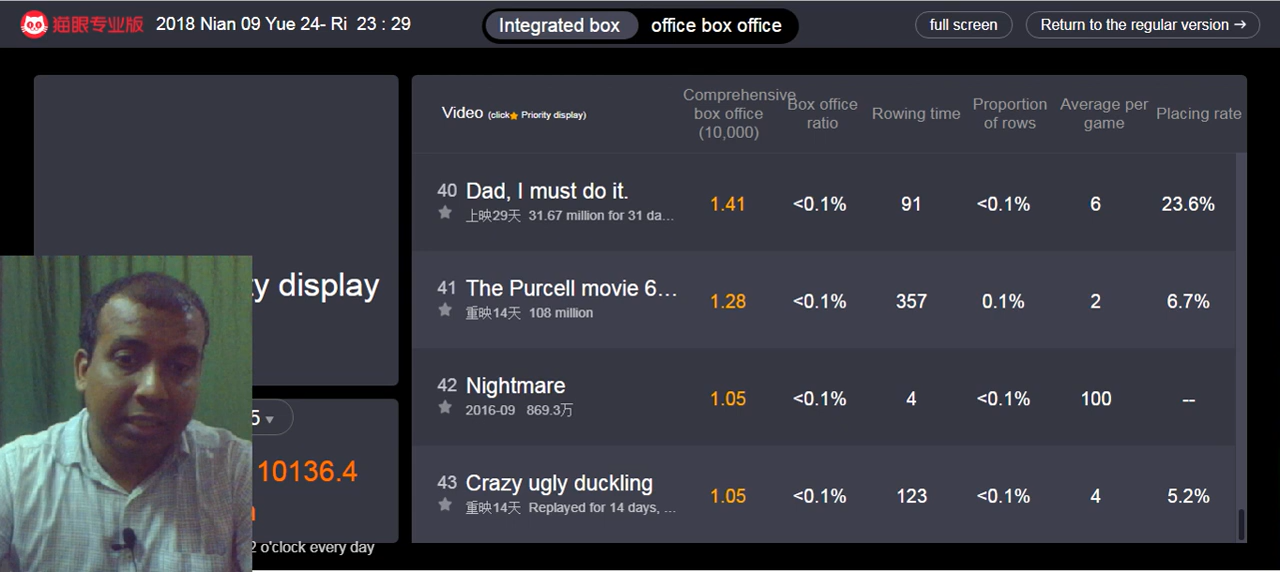 猫眼专业版 2018 Nian 09 Yue 24- Ri 23 : 29 Integrated box office box office full screen Return to the regular version →
Video (click★ Priority display) Comprehensive box office (10,000) Box office ratio Rowing time Proportion of rows Average per game Placing rate
40 Dad, I must do it. 1.41 <0.1% 91 <0.1% 6 23.6%
上映29天 31.67 million for 31 da...
ty display
41 The Purcell movie 6... 1.28 <0.1% 357 0.1% 2 6.7%
重映14天 108 million
42 Nightmare 1.05 <0.1% 4 <0.1% 100 --
2016-09 869.3万
5
10136.4
43 Crazy ugly duckling 1.05 <0.1% 123 <0.1% 4 5.2%
重映14天 Replayed for 14 days, ...
2 o'clock every day